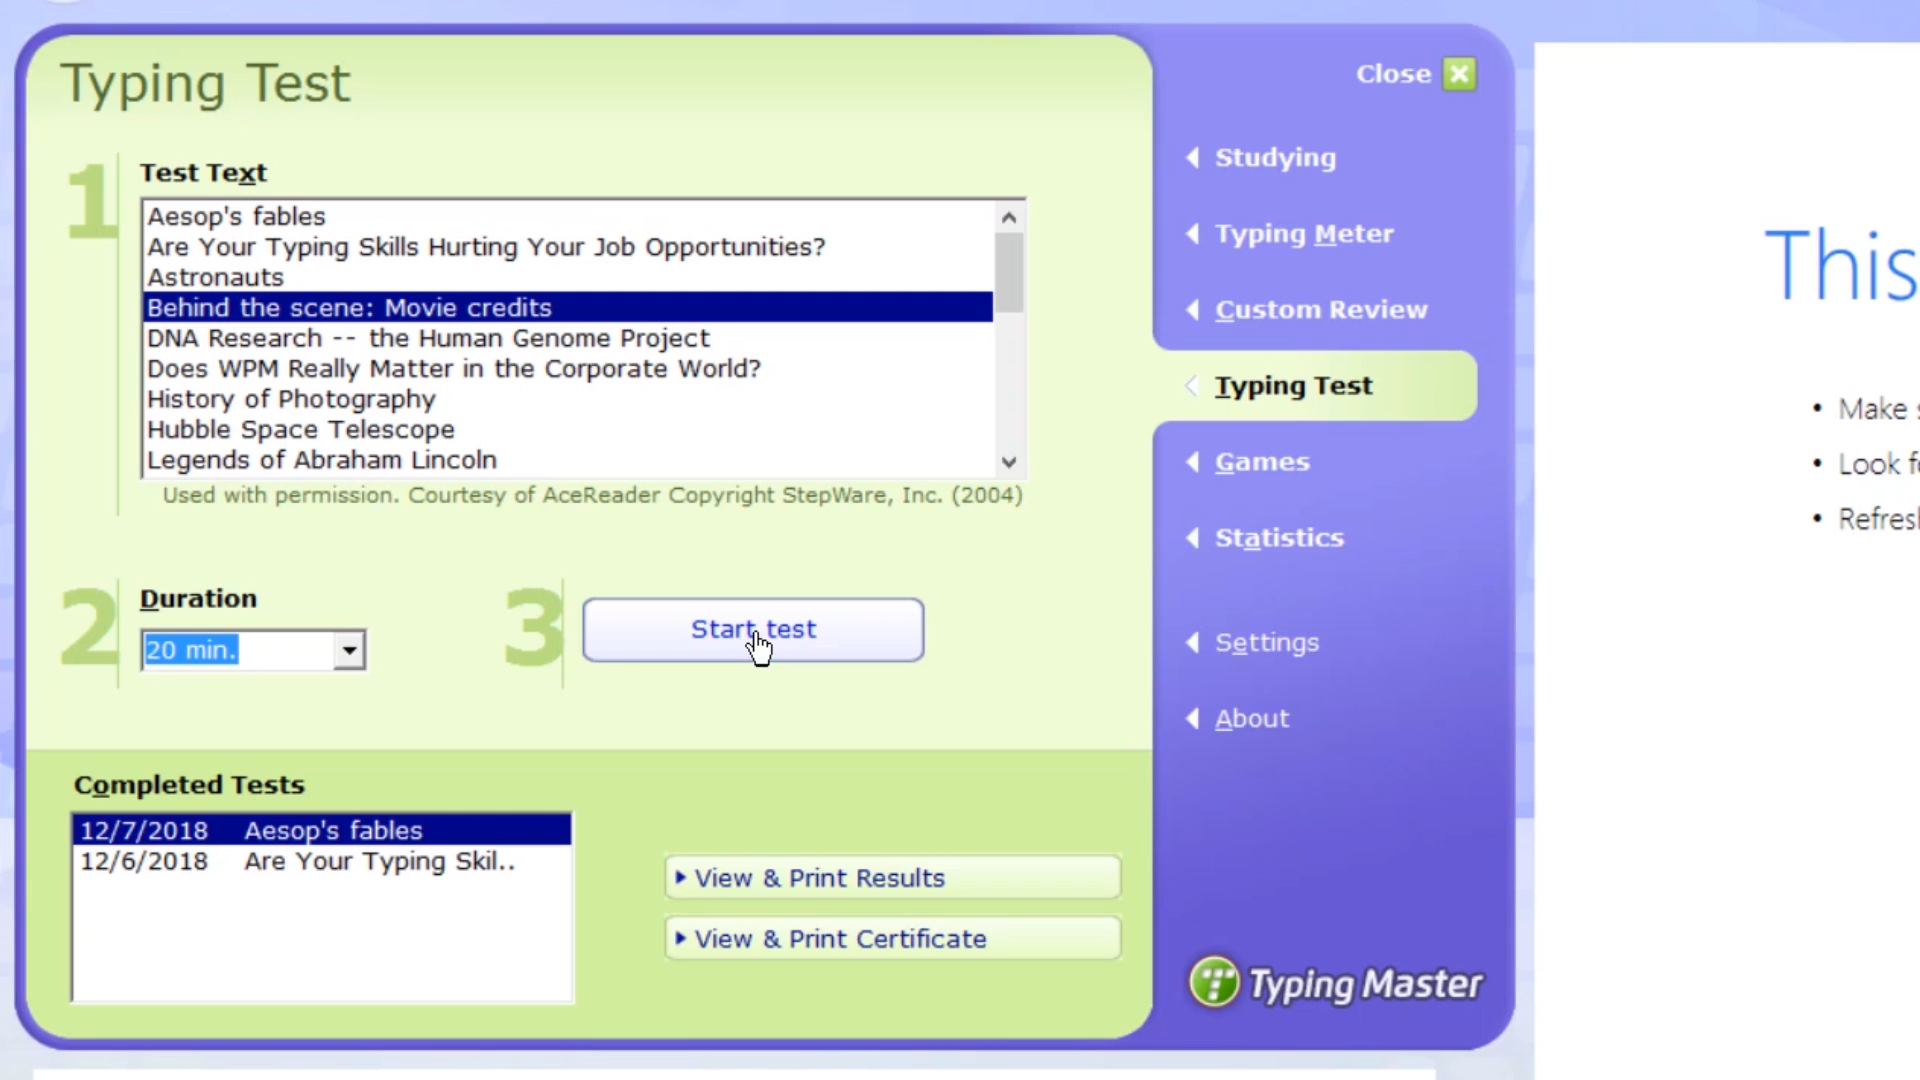 Typing Test
Close
1
Test Text
Aesop's fables
Are Your Typing Skills Hurting Your Job Opportunities?
Astronauts
Behind the scene: Movie credits
DNA Research -- the Human Genome Project
Does WPM Really Matter in the Corporate World?
History of Photography
Hubble Space Telescope
Legends of Abraham Lincoln
Used with permission. Courtesy of AceReader Copyright StepWare, Inc. (2004)
2
Duration
20 min.
3
Start test
Completed Tests
12/7/2018 Aesop's fables
12/6/2018 Are Your Typing Skil..
View & Print Results
View & Print Certificate
Studying
Typing Meter
Custom Review
Typing Test
Games
Statistics
Settings
About
Typing Master
This
• Make
• Look
• Refresh